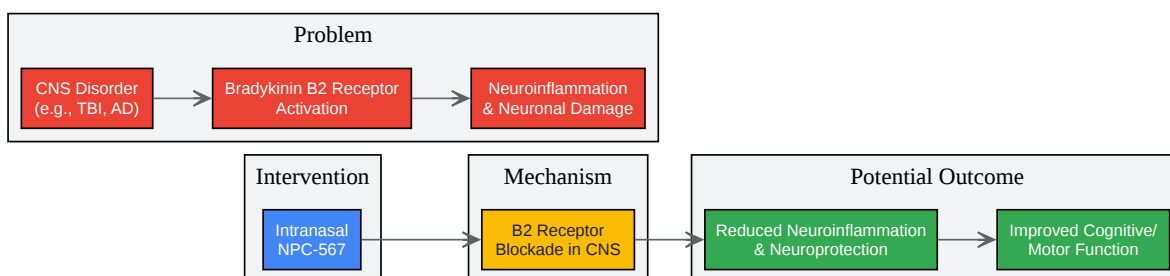 Problem
CNS Disorder
(e.g., TBI, AD)
Bradykinin B2 Receptor
Activation
Neuroinflammation
& Neuronal Damage
Intervention
Intranasal
NPC-567
Mechanism
B2 Receptor
Blockade in CNS
Potential Outcome
Reduced Neuroinflammation
& Neuroprotection
Improved Cognitive/
Motor Function